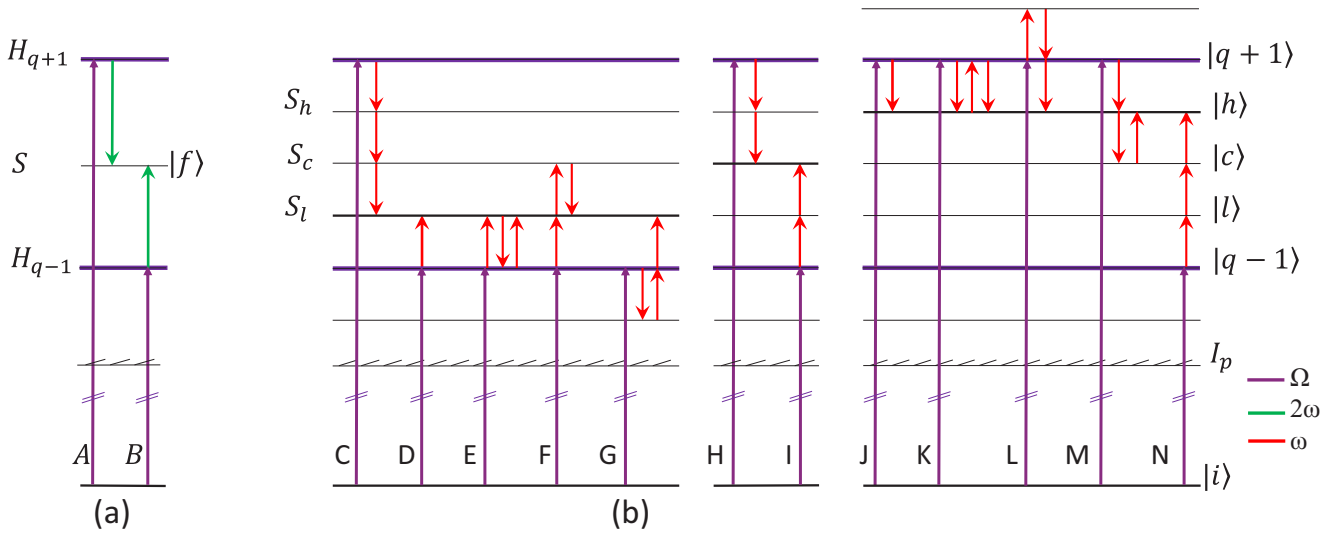 H_{q+1}
S
|f⟩
H_{q−1}
A
B
(a)
S_h
S_c
S_l
C
D
E
F
G
H
I
J
K
L
M
N
(b)
|q + 1⟩
|h⟩
|c⟩
|l⟩
|q − 1⟩
I_p
|i⟩
Ω
2ω
ω